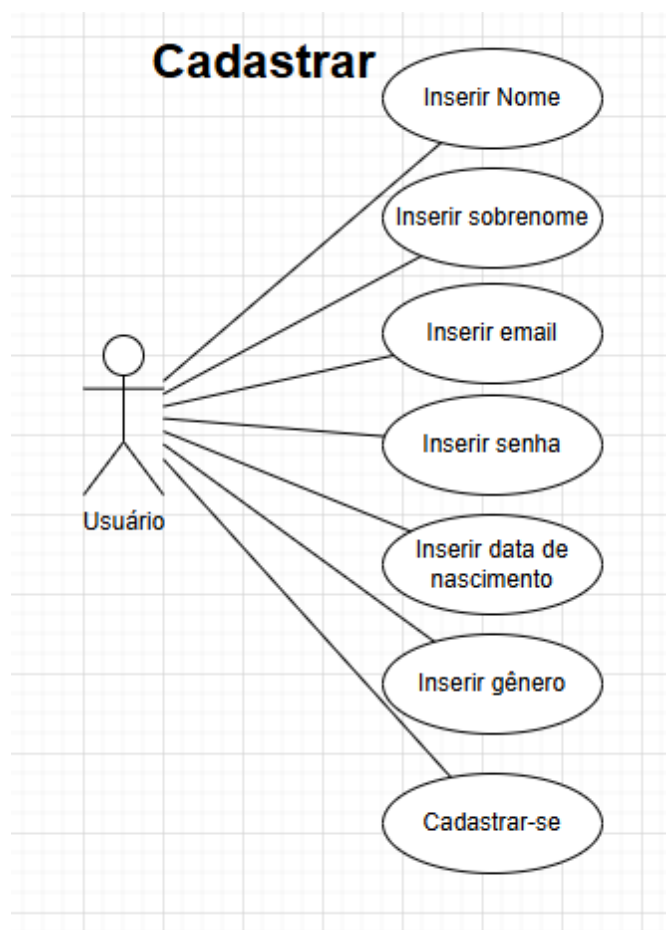 Cadastrar
Inserir Nome
Inserir sobrenome
Inserir email
Inserir senha
Usuário
Inserir data de
nascimento
Inserir gênero
Cadastrar-se